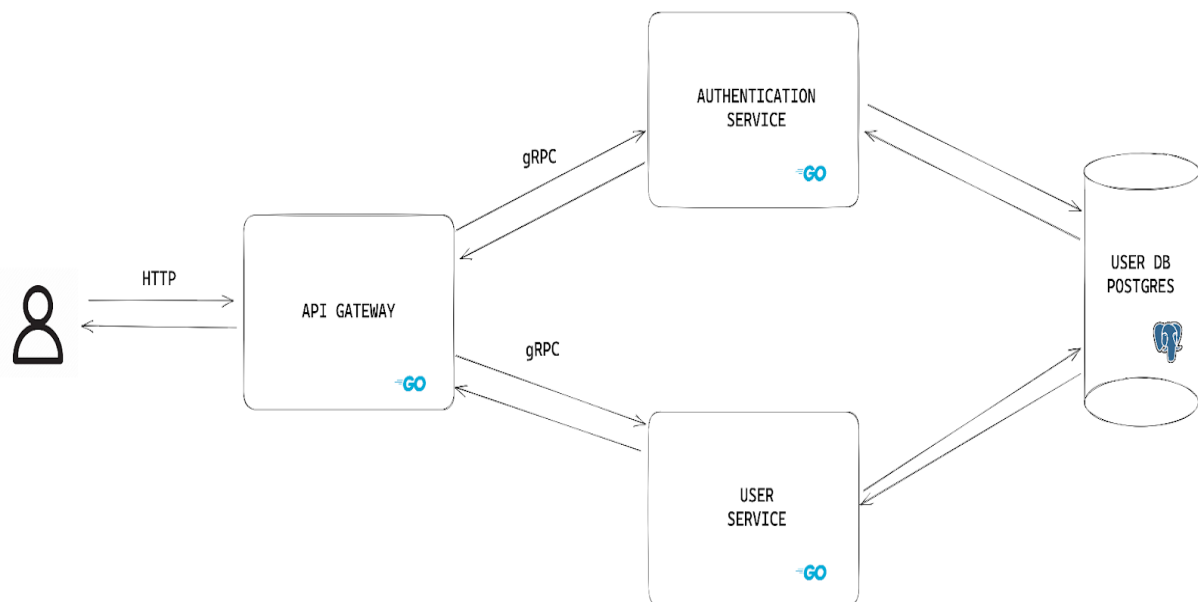 AUTHENTICATION
SERVICE
GO
gRPC
HTTP
API GATEWAY
GO
gRPC
USER DB
POSTGRES
USER
SERVICE
GO